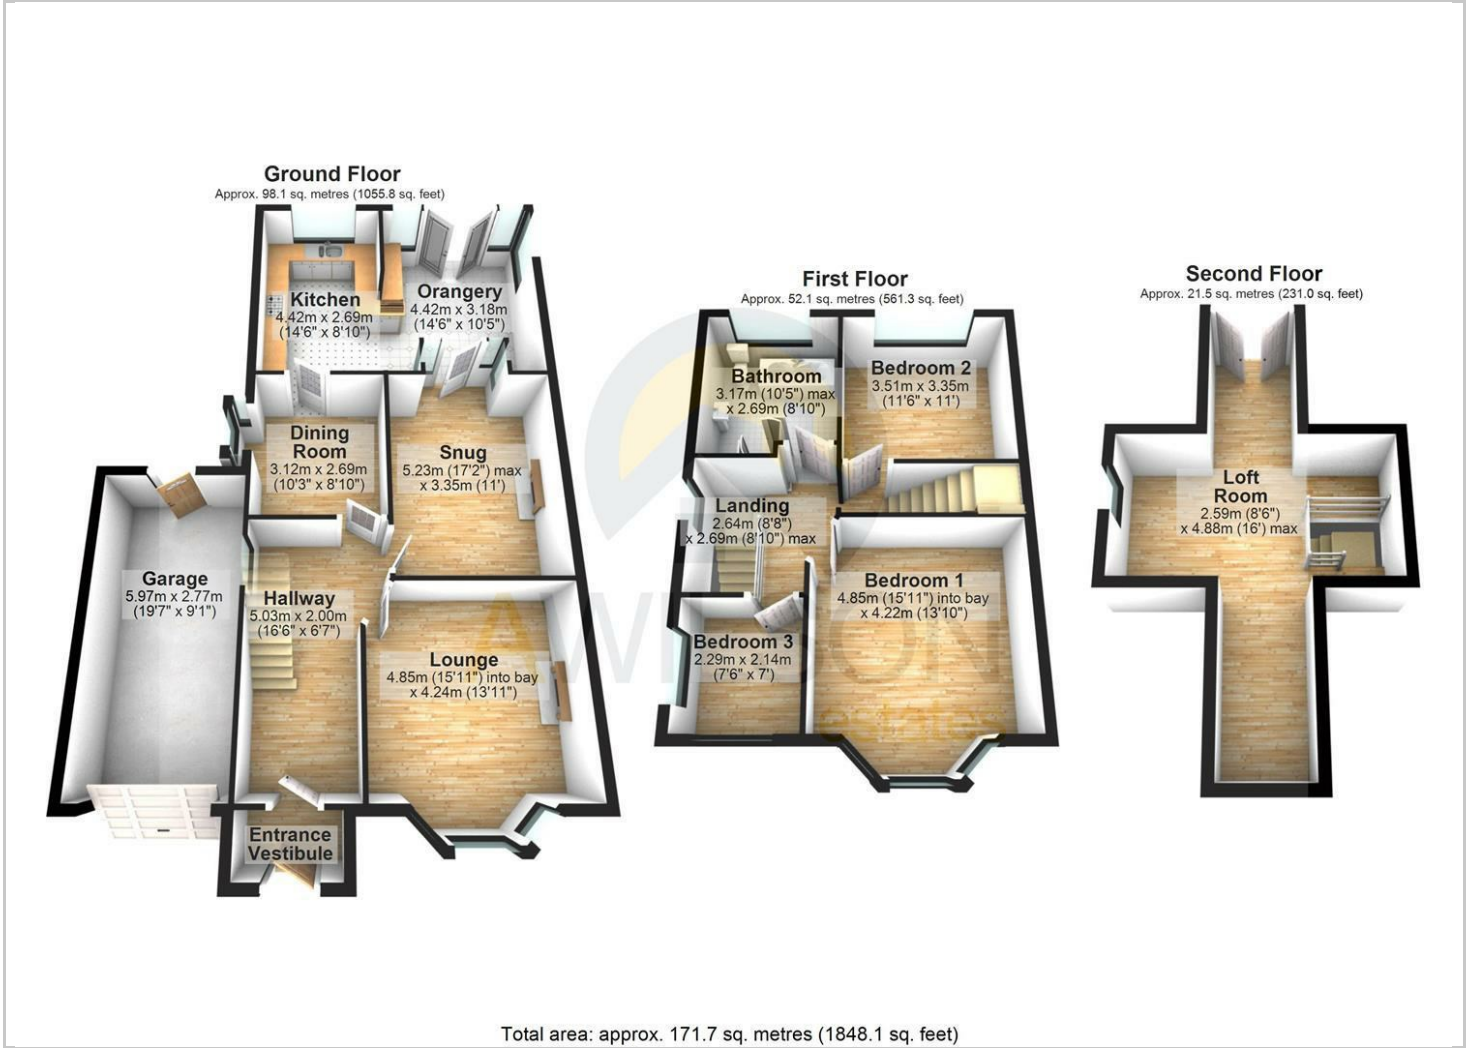 Ground Floor
Approx. 98.1 sq. metres (1055.8 sq. feet)
Kitchen
4.42m x 2.69m
(14'6" x 8'10")
Orangery
4.42m x 3.18m
(14'6" x 10'5")
Dining
Room
3.12m x 2.69m
(10'3" x 8'10")
Snug
5.23m (17'2") max
x 3.35m (11')
Garage
5.97m x 2.77m
(19'7" x 9'1")
Hallway
5.03m x 2.00m
(16'6" x 6'7")
Lounge
4.85m (15'11") into bay
x 4.24m (13'11")
Entrance
Vestibule
First Floor
Approx. 52.1 sq. metres (561.3 sq. feet)
Bathroom
3.17m (10'5") max
x 2.69m (8'10")
Bedroom 2
3.51m x 3.35m
(11'6" x 11')
Landing
2.64m (8'8")
x 2.69m (8'10") max
Bedroom 1
4.85m (15'11") into bay
x 4.22m (13'10")
Bedroom 3
2.29m x 2.14m
(7'6" x 7')
estates
Second Floor
Approx. 21.5 sq. metres (231.0 sq. feet)
Loft
Room
2.59m (8'6")
x 4.88m (16') max
Total area: approx. 171.7 sq. metres (1848.1 sq. feet)